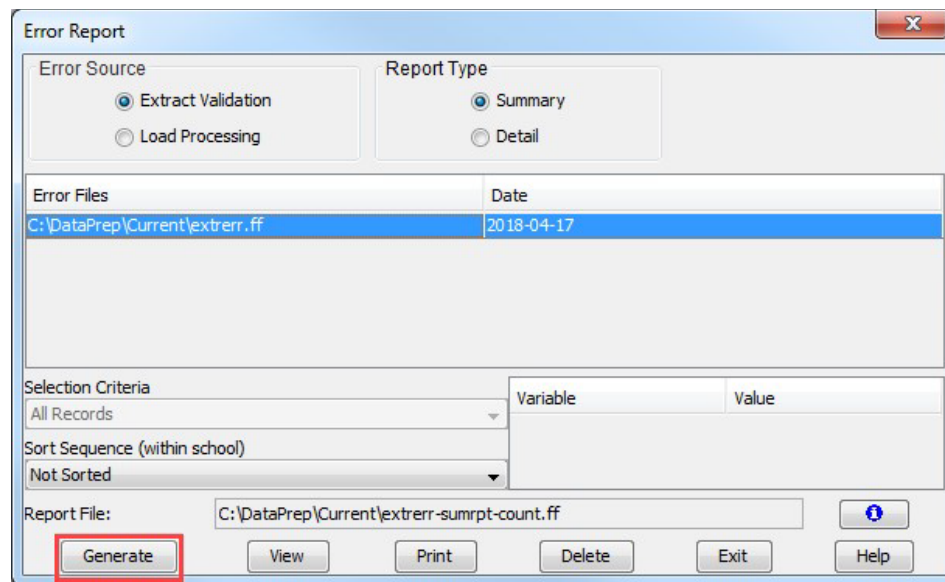 Error Report
Error Source
Report Type
Extract Validation
Summary
Load Processing
Detail
Error Files
Date
C:\DataPrep\Current\extrerr.ff
2018-04-17
Selection Criteria
All Records
Variable
Value
Sort Sequence (within school)
Not Sorted
Report File:
C:\DataPrep\Current\extrerr-sumrpt-count.ff
Generate
View
Print
Delete
Exit
Help